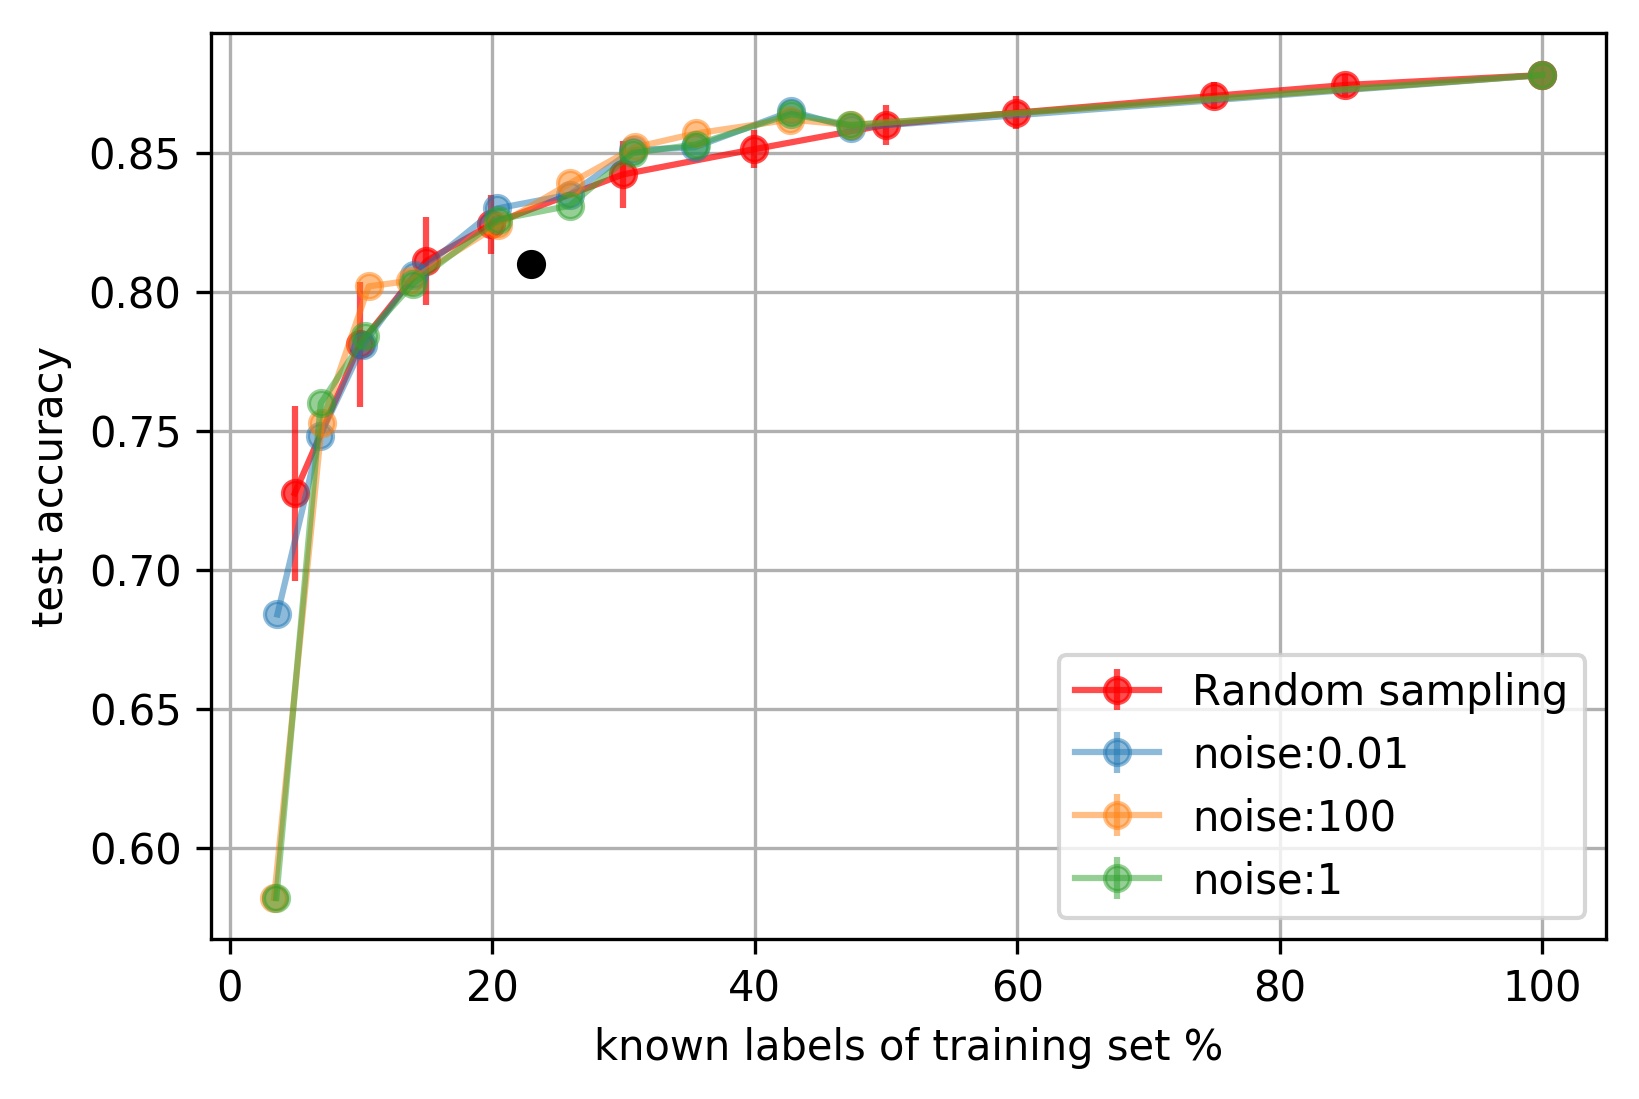 0.85
0.80
0.75
0.70
0.65
0.60
test accuracy
Random sampling
noise:0.01
noise:100
noise:1
0 20 40 60 80 100
known labels of training set %